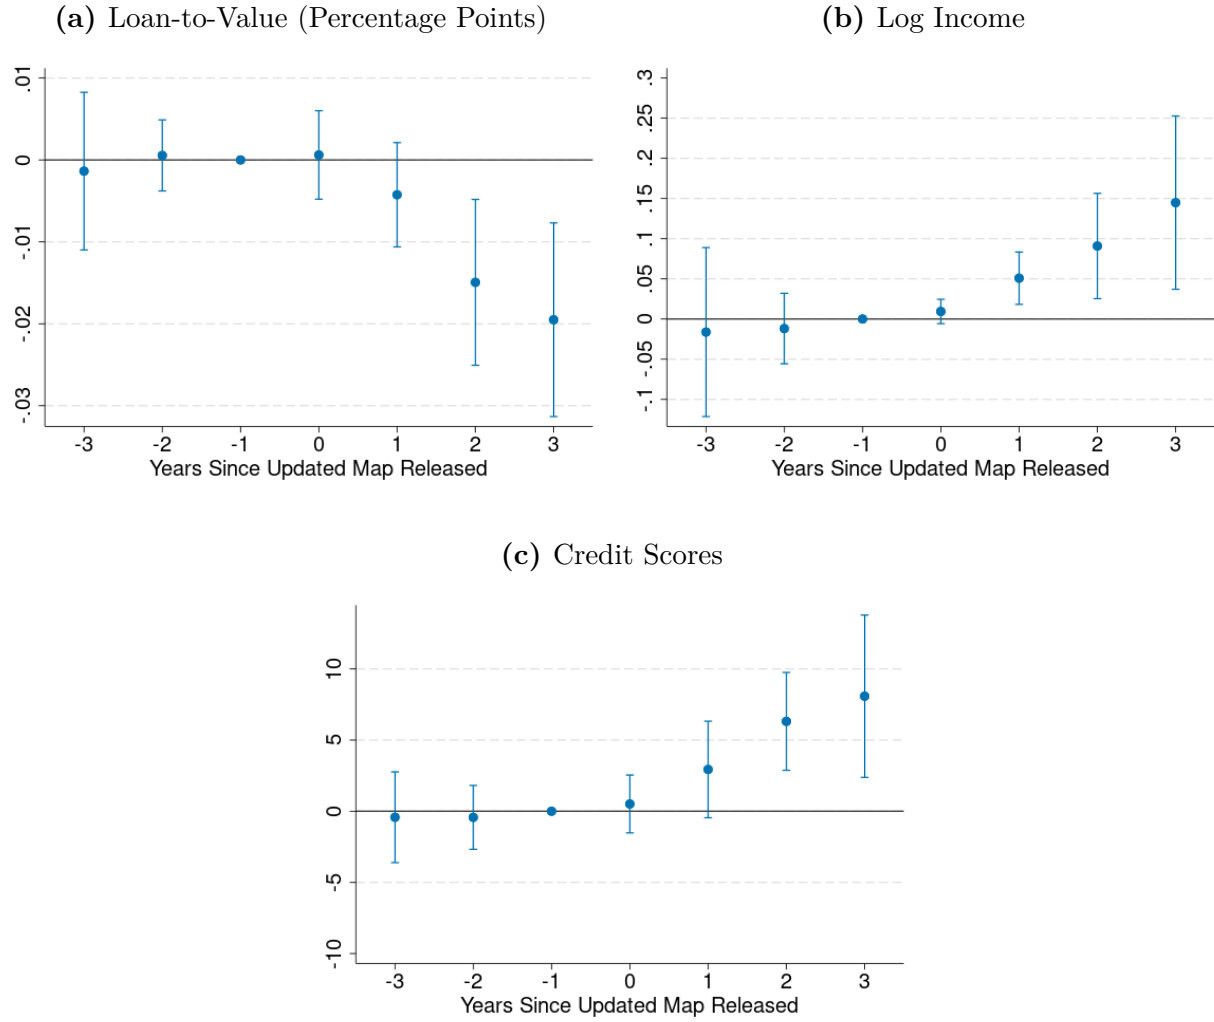 (a) Loan-to-Value (Percentage Points)
.01
0
-.01
-.02
-.03
-3 -2 -1 0 1 2 3
Years Since Updated Map Released
(b) Log Income
.3
.25
.2
.15
.1
.05
0
-.05
-.1
-3 -2 -1 0 1 2 3
Years Since Updated Map Released
(c) Credit Scores
10
5
0
-5
-10
-3 -2 -1 0 1 2 3
Years Since Updated Map Released